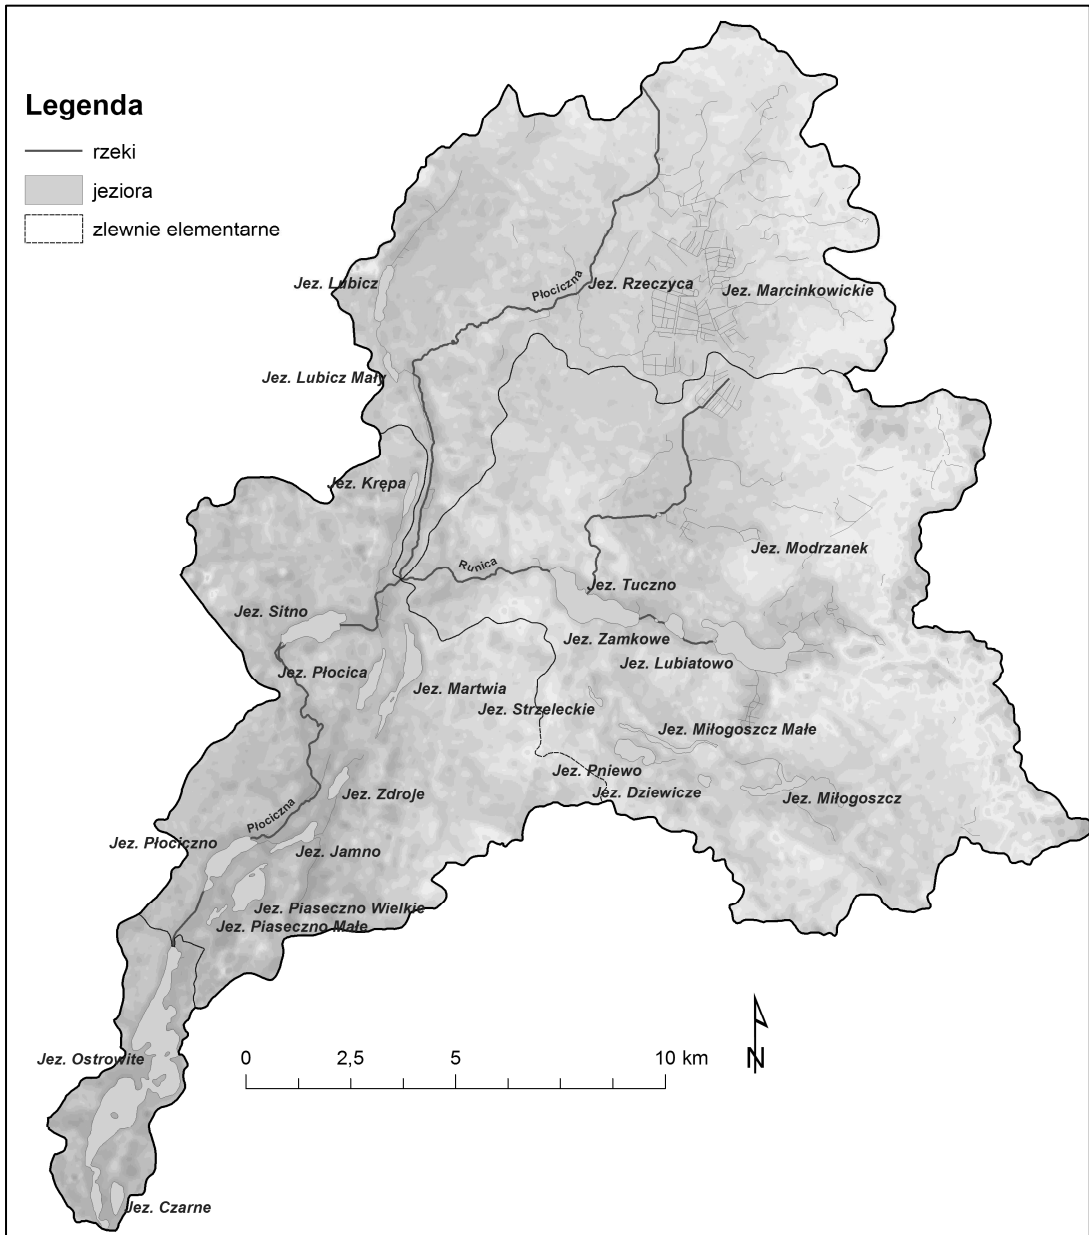 Legenda
rzeki
jeziora
zlewnie elementarne
Jez. Lubicz
Płociczna
Jez. Rzeczyca
Jez. Marcinkowickie
Jez. Lubicz Mały
Jez. Krępa
Jez. Modrzanek
Runica
Jez. Tuczno
Jez. Sitno
Jez. Zamkowe
Jez. Lubiatowo
Jez. Płocica
Jez. Martwia
Jez. Strzeleckie
Jez. Miłogoszcz Małe
Jez. Pniewo
Jez. Dziewicze
Jez. Miłogoszcz
Jez. Zdroje
Płociczna
Jez. Płociczno
Jez. Jamno
Jez. Piaseczno Wielkie
Jez. Piaseczno Małe
Jez. Ostrowite
0 2,5 5 10 km
N
Jez. Czarne